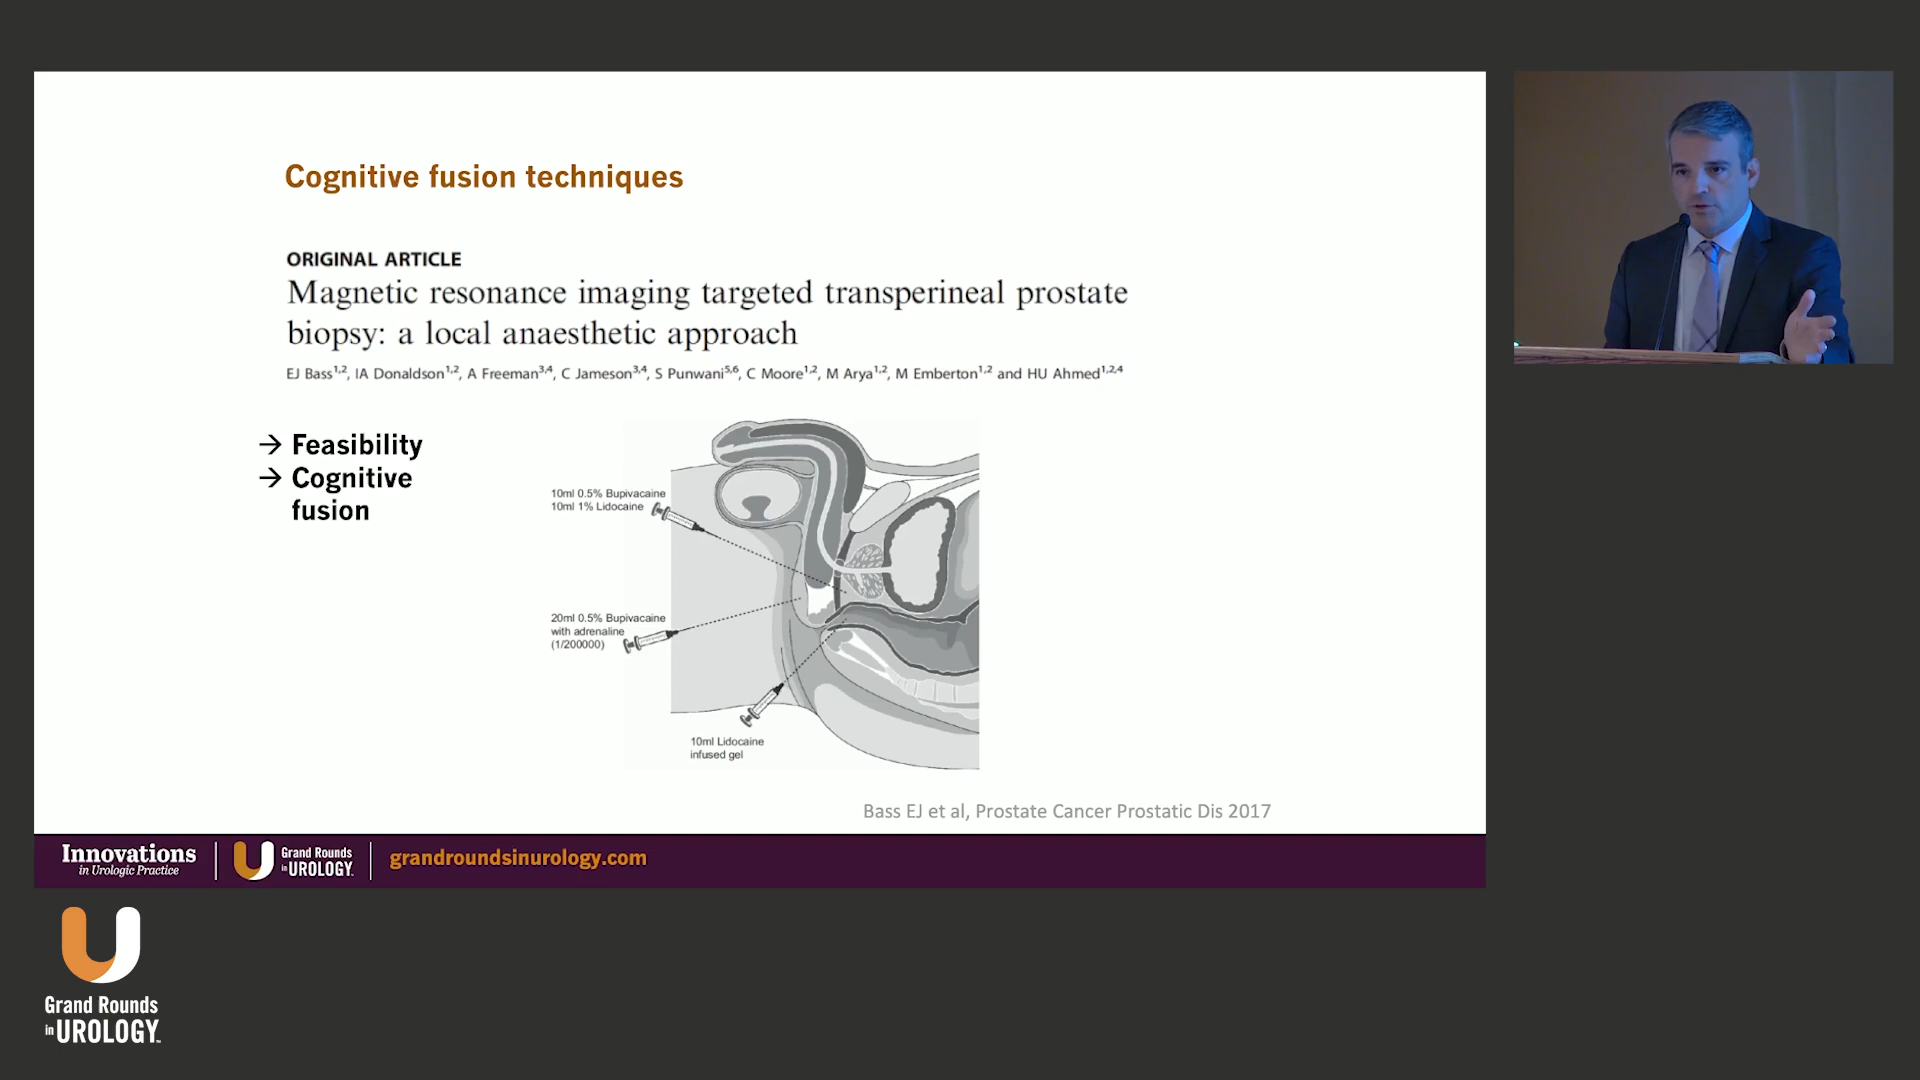 Cognitive fusion techniques
ORIGINAL ARTICLE
Magnetic resonance imaging targeted transperineal prostate
biopsy: a local anaesthetic approach
EJ Bass1,2, IA Donaldson1,2, A Freeman3,4, C Jameson3,4, S Punwani5,6, C Moore1,2, M Arya1,2, M Emberton1,2 and HU Ahmed1,2,4
→ Feasibility
→ Cognitive
fusion
10ml 0.5% Bupivacaine
10ml 1% Lidocaine
20ml 0.5% Bupivacaine
with adrenaline
(1/200000)
10ml Lidocaine
infused gel
Bass EJ et al, Prostate Cancer Prostatic Dis 2017
Innovations
in Urologic Practice
Grand Rounds
in UROLOGY™
grandroundsinurology.com
Grand Rounds
in UROLOGY™